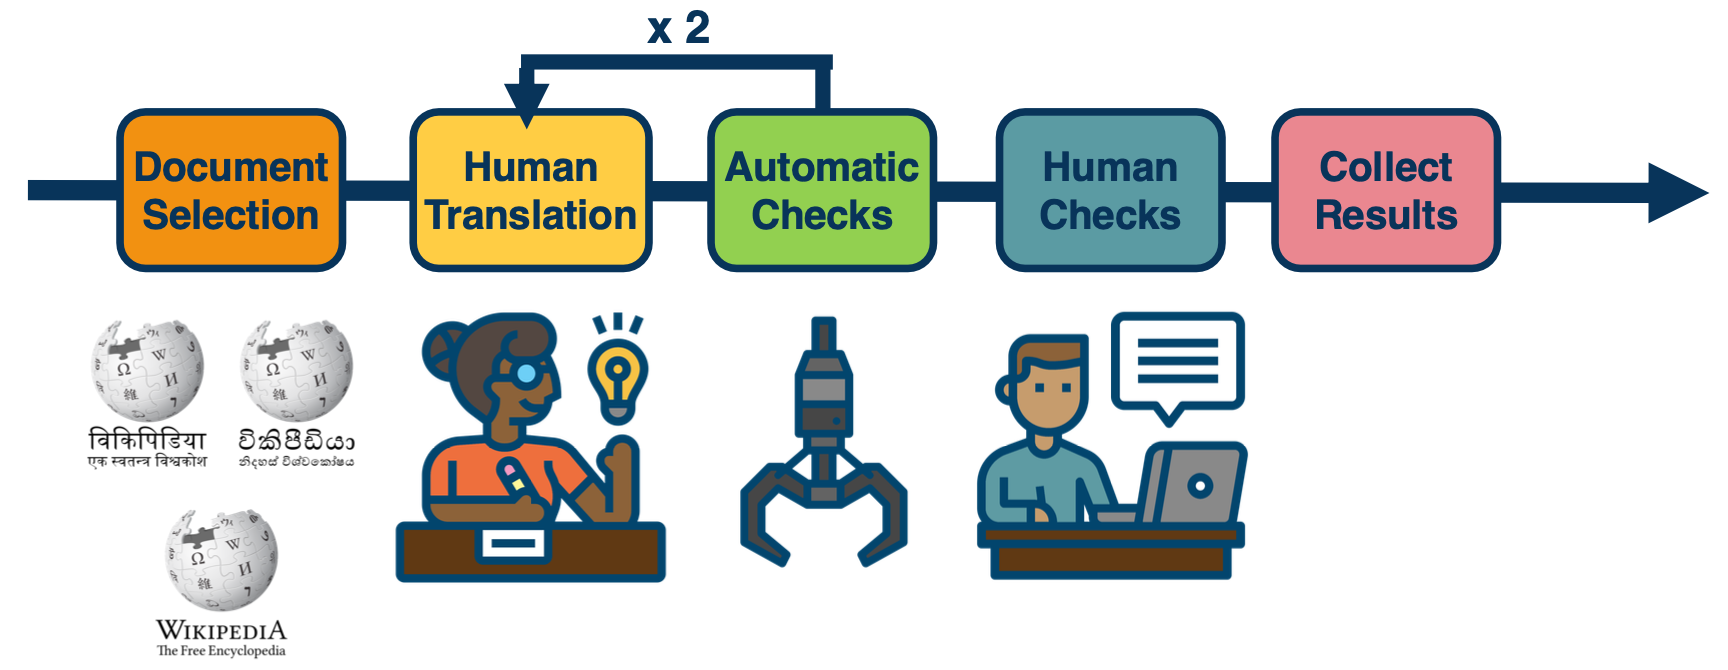 x 2
Document
Selection
Human
Translation
Automatic
Checks
Human
Checks
Collect
Results
विकिपिडिया
एक स्वतन्त्र विश्वकोश
විකිපීඩියා
නිදහස් විශ්වකෝෂය
WIKIPEDIA
The Free Encyclopedia